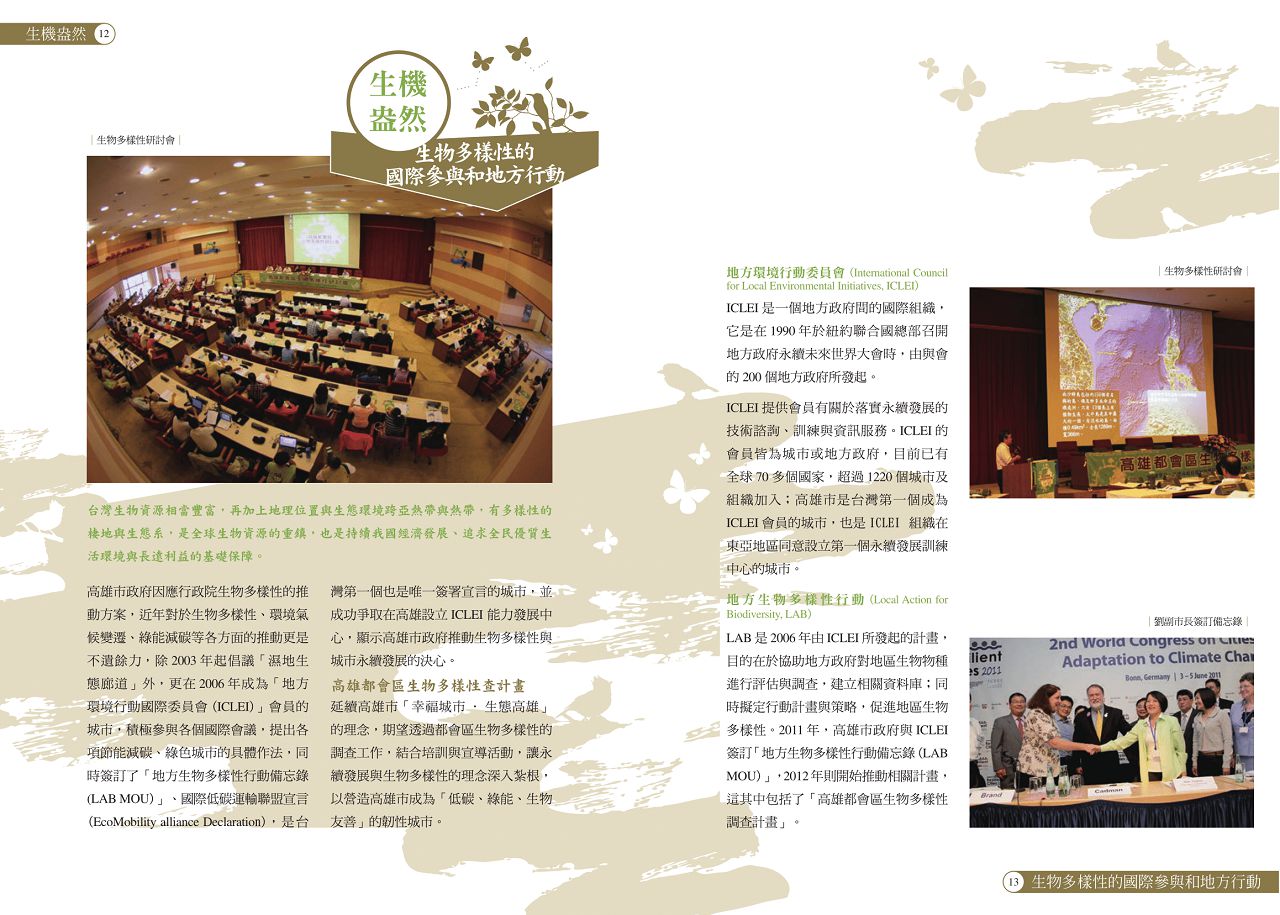 生機盎然 12
生機
盎然
生物多樣性的
國際參與和地方行動
｜生物多樣性研討會｜
台灣生物資源相當豐富，再加上地理位置與生態環境跨亞熱帶與熱帶，有多樣性的
棲地與生態系，是全球生物資源的重鎮，也是持續我國經濟發展、追求全民優質生
活環境與長遠利益的基礎保障。
高雄市政府因應行政院生物多樣性的推
動方案，近年對於生物多樣性、環境氣
候變遷、綠能減碳等各方面的推動更是
不遺餘力，除 2003 年起倡議「濕地生
態廊道」外，更在 2006 年成為「地方
環境行動國際委員會（ICLEI）」會員的
城市，積極參與各個國際會議，提出各
項節能減碳、綠色城市的具體作法，同
時簽訂了「地方生物多樣性行動備忘錄
(LAB MOU）」、國際低碳運輸聯盟宣言
（EcoMobility alliance Declaration），是台
灣第一個也是唯一簽署宣言的城市，並
成功爭取在高雄設立 ICLEI 能力發展中
心，顯示高雄市政府推動生物多樣性與
城市永續發展的決心。
高雄都會區生物多樣性查計畫
延續高雄市「幸福城市 ‧ 生態高雄」
的理念，期望透過都會區生物多樣性的
調查工作，結合培訓與宣導活動，讓永
續發展與生物多樣性的理念深入紮根，
以營造高雄市成為「低碳、綠能、生物
友善」的韌性城市。
地方環境行動委員會（International Council
for Local Environmental Initiatives, ICLEI）
ICLEI 是一個地方政府間的國際組織，
它是在 1990 年於紐約聯合國總部召開
地方政府永續未來世界大會時，由與會
的 200 個地方政府所發起。
ICLEI 提供會員有關於落實永續發展的
技術諮詢、訓練與資訊服務。ICLEI 的
會員皆為城市或地方政府，目前已有
全球 70 多個國家，超過 1220 個城市及
組織加入；高雄市是台灣第一個成為
ICLEI 會員的城市，也是 ICLEI 組織在
東亞地區同意設立第一個永續發展訓練
中心的城市。
地方生物多樣性行動（Local Action for
Biodiversity, LAB）
LAB 是 2006 年由 ICLEI 所發起的計畫，
目的在於協助地方政府對地區生物物種
進行評估與調查，建立相關資料庫；同
時擬定行動計畫與策略，促進地區生物
多樣性。2011 年，高雄市政府與 ICLEI
簽訂「地方生物多樣性行動備忘錄（LAB
MOU）」，2012 年則開始推動相關計畫，
這其中包括了「高雄都會區生物多樣性
調查計畫」。
｜生物多樣性研討會｜
高雄都會區生物多樣
｜劉副市長簽訂備忘錄｜
2nd World Congress on Cities
Adaptation to Climate Chan
Bonn, Germany | 3 – 5 June 2011
silient
es 2011
Brand
Cadman
13 生物多樣性的國際參與和地方行動